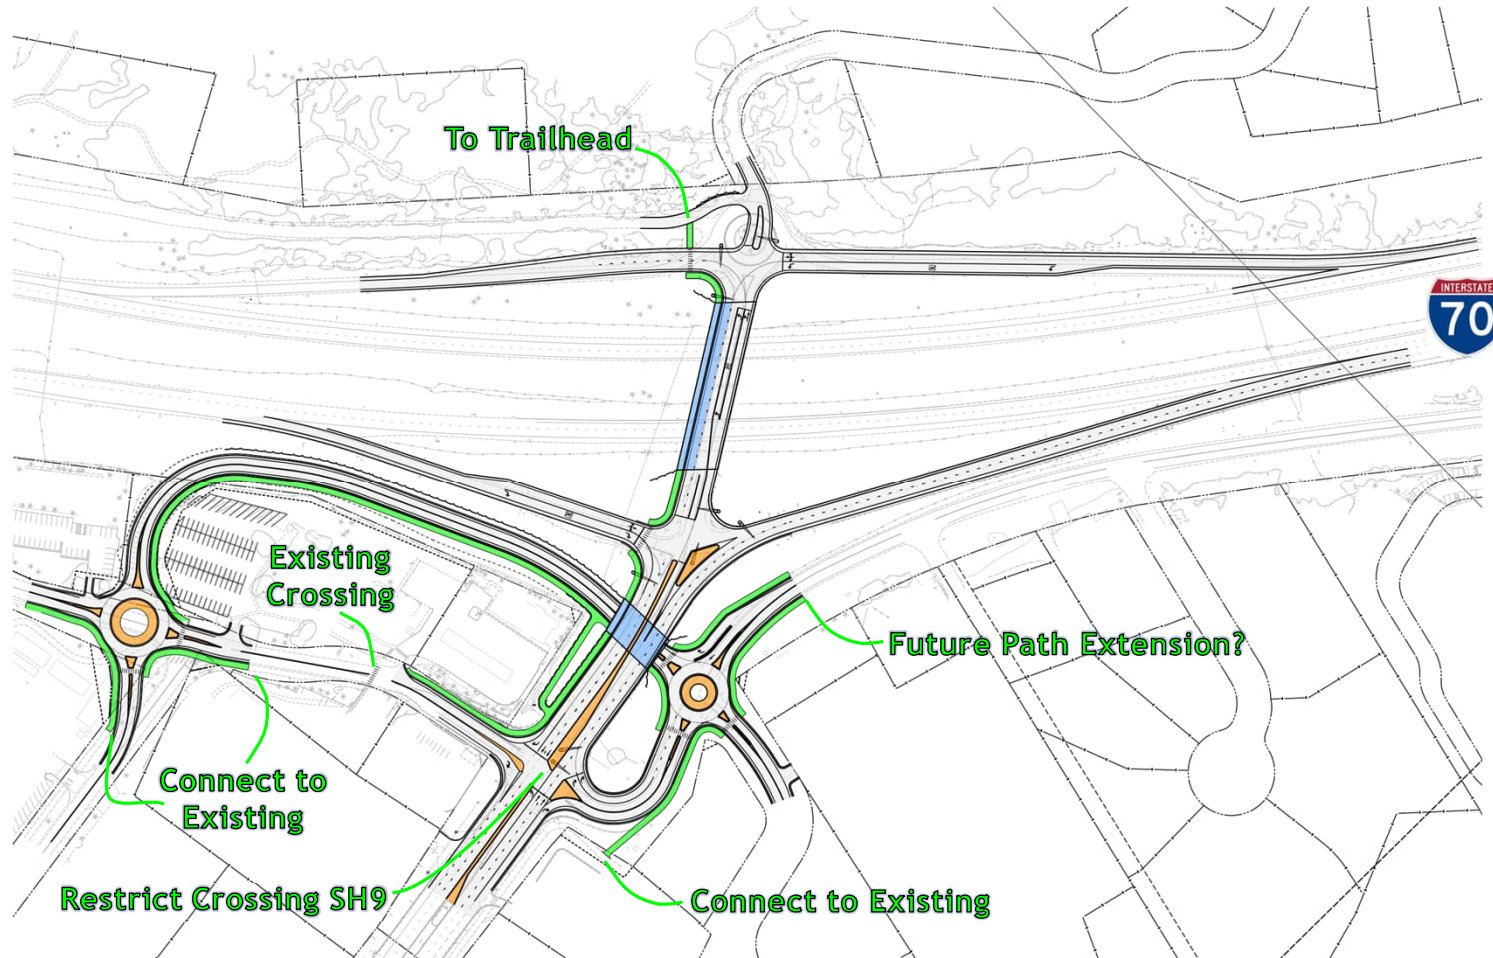 To Trailhead
INTERSTATE
70
Existing
Crossing
Future Path Extension?
Connect to
Existing
Restrict Crossing SH9
Connect to Existing